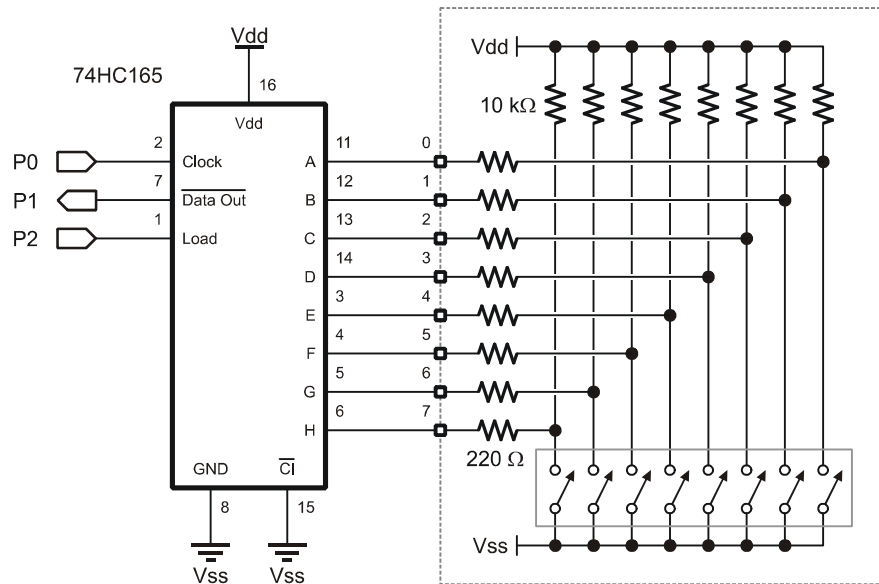 Vdd
74HC165
16
Vdd
Vdd
10 kΩ
P0 2 Clock A 11 0
P1 7 Data Out B 12 1
P2 1 Load C 13 2
D 14 3
E 3 4
F 4 5
G 5 6
H 6 7
220 Ω
GND CI
8 15
Vss Vss
Vss